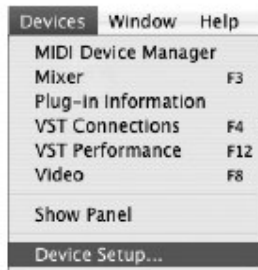 Devices Window Help
MIDI Device Manager
Mixer F3
Plug-in Information
VST Connections F4
VST Performance F12
Video F8
Show Panel
Device Setup...